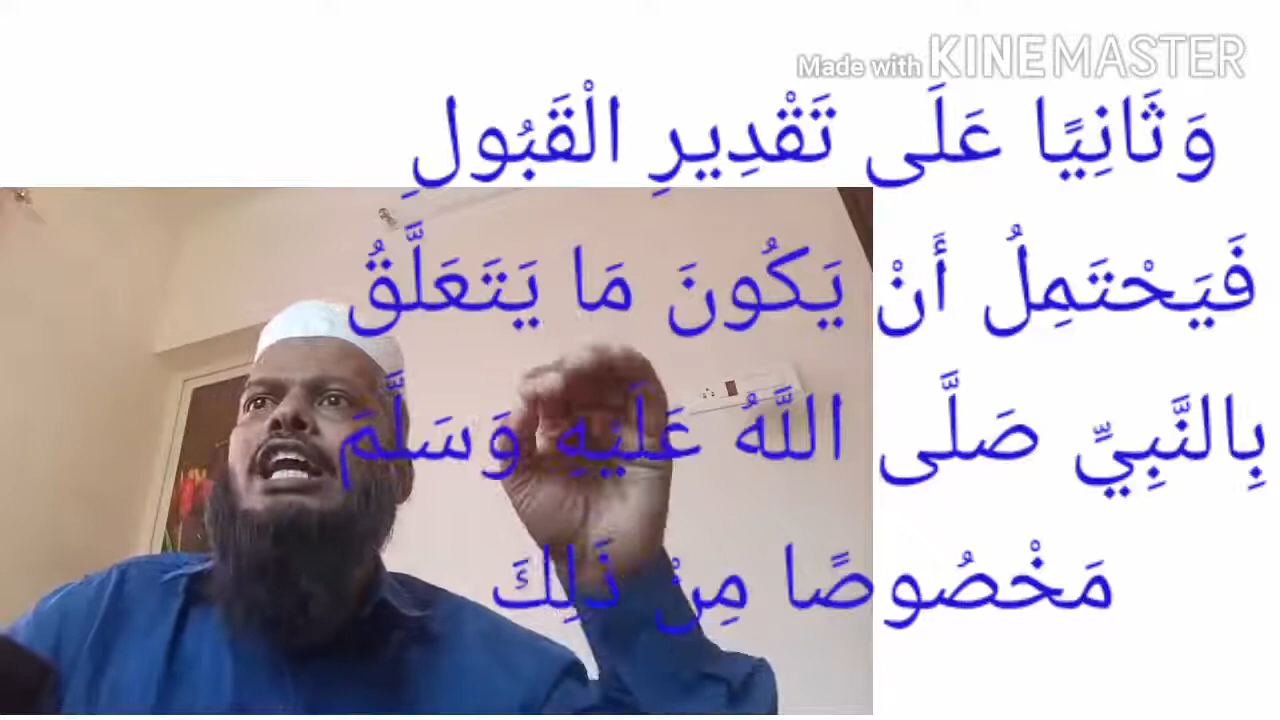 Made with KINEMASTER
وَثَانِيًا عَلَى تَقْدِيرِ الْقَبُولِ
فَيَحْتَمِلُ أَنْ يَكُونَ مَا يَتَعَلَّقُ
بِالنَّبِيِّ صَلَّى اللَّهُ عَلَيْهِ وَسَلَّمَ
مَخْصُوصًا مِنْ ذَلِكَ